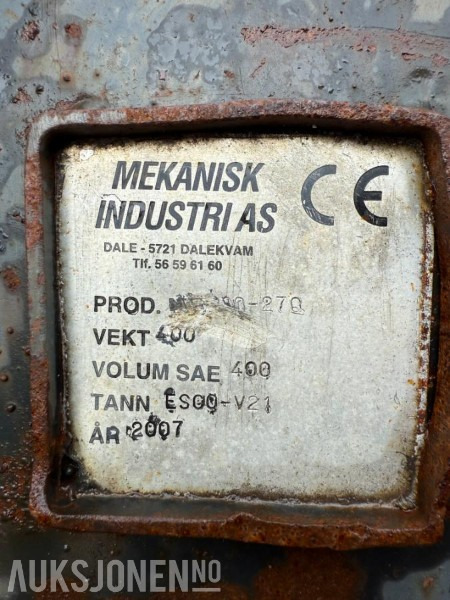 MEKANISK
INDUSTRI AS
CE
DALE - 5721 DALEKVAM
Tlf. 56 59 61 60
PROD.
VEKT 400
VOLUM SAE 400
TANN ESCO-V21
ÅR 2007
AUKSJONEN.NO